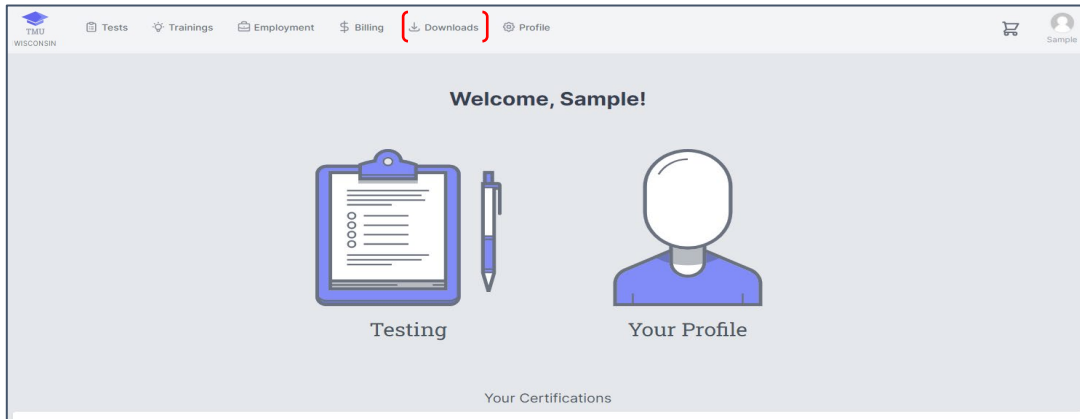 TMU
WISCONSIN
Tests Trainings Employment $ Billing Downloads Profile
Sample
Welcome, Sample!
Testing
Your Profile
Your Certifications